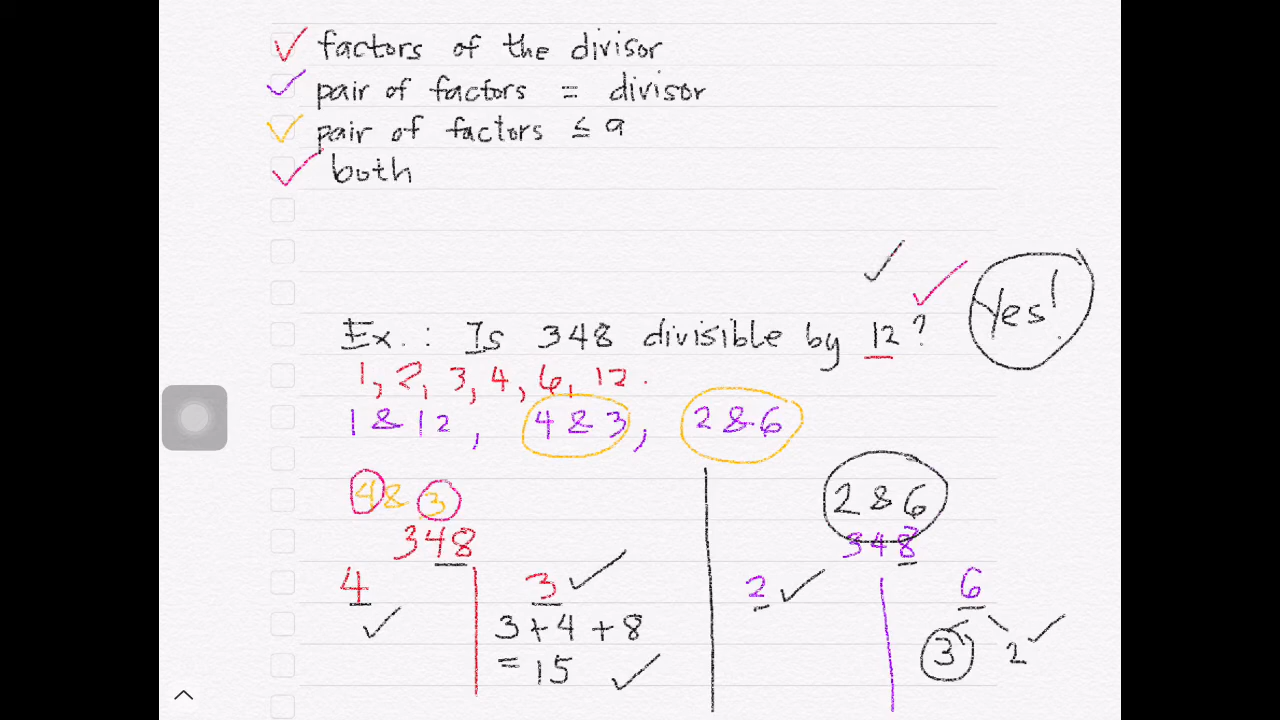 factors of the divisor
pair of factors = divisor
pair of factors ≤ 9
both
Yes!
Ex. : Is 348 divisible by 12?
1, 2, 3, 4, 6, 12.
1 & 12, 4 & 3, 2 & 6
4 & 3
348
4
3
3 + 4 + 8
= 15
2 & 6
348
2
6
3 2